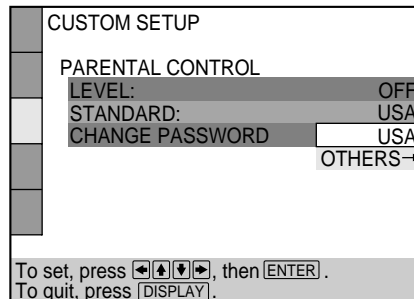 CUSTOM SETUP
PARENTAL CONTROL
LEVEL: OFF
STANDARD: USA
CHANGE PASSWORD USA
OTHERS→
To set, press ←↑↓→, then ENTER.
To quit, press DISPLAY.